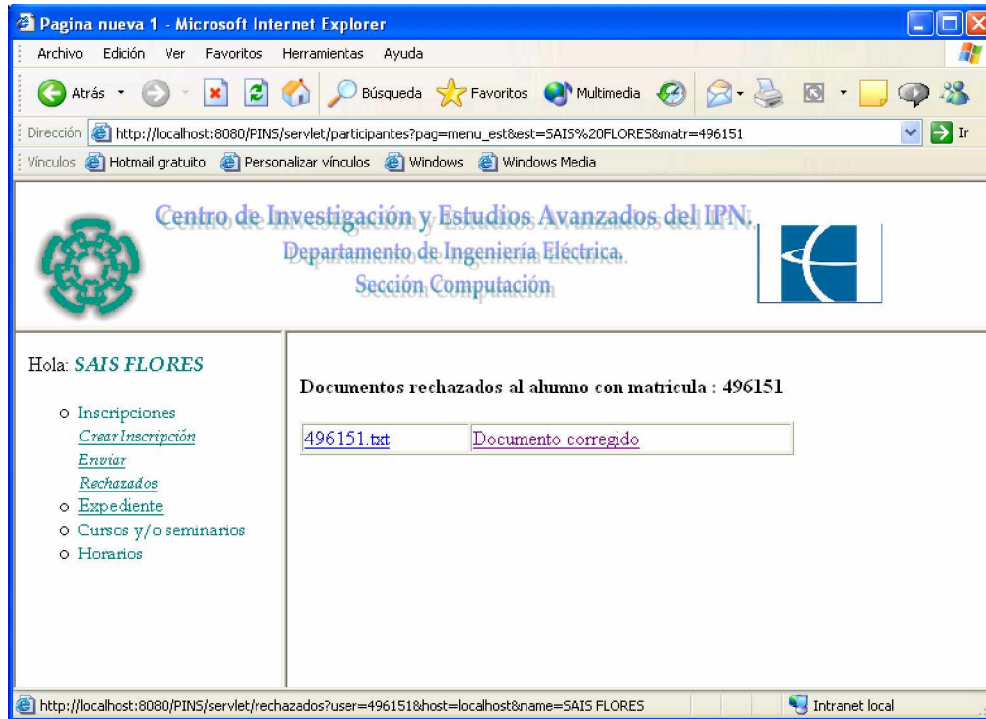 Pagina nueva 1 - Microsoft Internet Explorer
Archivo Edición Ver Favoritos Herramientas Ayuda
Atrás Búsqueda Favoritos Multimedia
Dirección http://localhost:8080/PINS/servlet/participantes?pag=menu_est&est=SAIS%20FLORES&matr=496151 Ir
Vínculos Hotmail gratuito Personalizar vínculos Windows Windows Media
Centro de Investigación y Estudios Avanzados del IPN.
Departamento de Ingeniería Eléctrica.
Sección Computación
Hola: SAIS FLORES
Inscripciones
CrearInscripción
Enviar
Rechazados
Expediente
Cursos y/o seminarios
Horarios
Documentos rechazados al alumno con matricula : 496151
496151.txt Documento corregido
http://localhost:8080/PINS/servlet/rechazados?user=496151&host=localhost&name=SAIS FLORES Intranet local